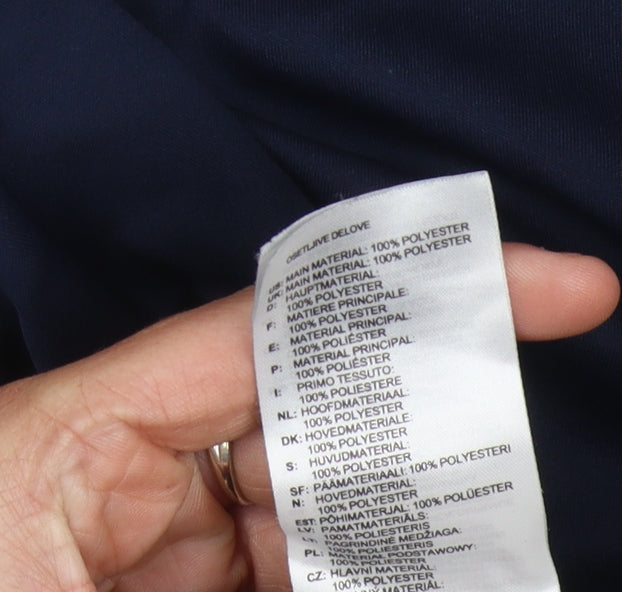 OSETLJIVE DELOVE
US: MAIN MATERIAL: 100% POLYESTER
UK: MAIN MATERIAL: 100% POLYESTER
D: HAUPTMATERIAL:
100% POLYESTER
F: MATIERE PRINCIPALE:
100% POLYESTER
E: MATERIAL PRINCIPAL:
100% POLIÉSTER
P: MATERIAL PRINCIPAL:
100% POLIÉSTER
I: PRIMO TESSUTO:
100% POLIESTERE
NL: HOOFDMATERIAAL:
100% POLYESTER
DK: HOVEDMATERIALE:
100% POLYESTER
S: HUVUDMATERIAL:
100% POLYESTER
SF: PÄÄMATERIAALI: 100% POLYESTERI
N: HOVEDMATERIAL:
100% POLYESTER
EST: PÕHIMATERJAL: 100% POLÜESTER
LV: PAMATMATERIĀLS:
100% POLIESTERIS
LT: PAGRINDINĖ MEDŽIAGA:
100% POLIESTERIS
PL: MATERIAŁ PODSTAWOWY:
100% POLIESTER
CZ: HLAVNÍ MATERIÁL:
100% POLYESTER
MATERIÁL: